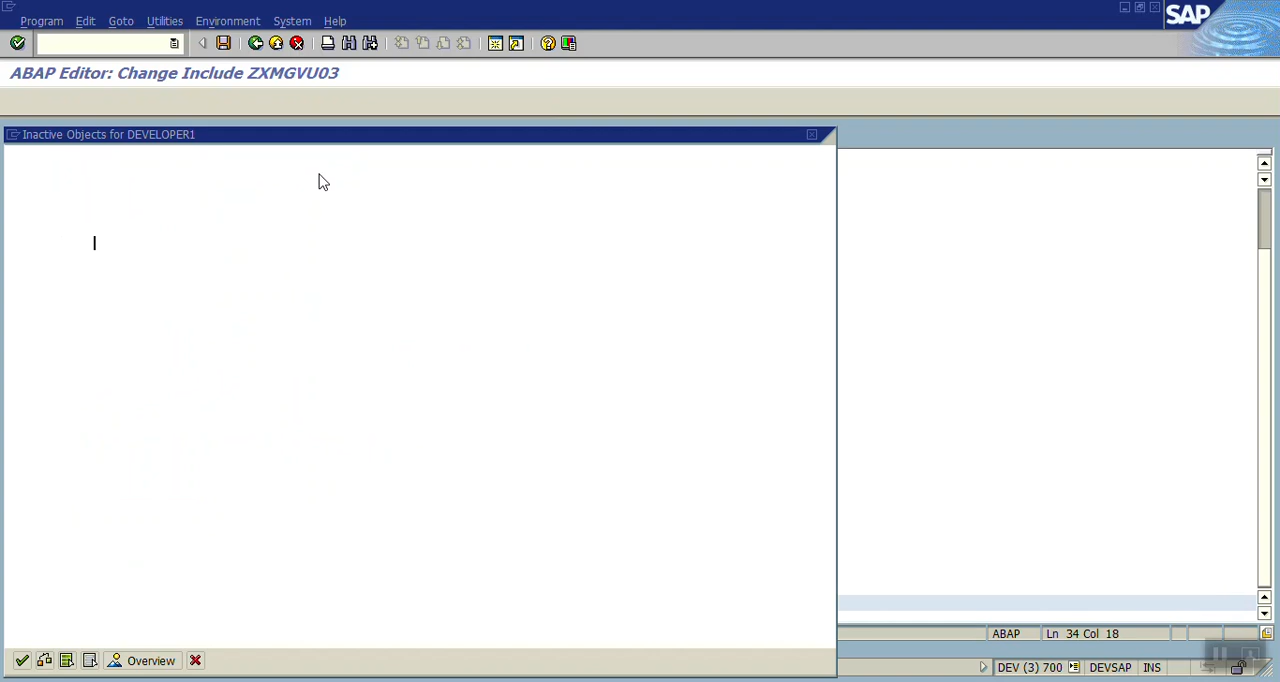 Program Edit Goto Utilities Environment System Help
SAP
ABAP Editor: Change Include ZXMGVU03
Inactive Objects for DEVELOPER1
ABAP Ln 34 Col 18
Overview
DEV (3) 700 DEVSAP INS